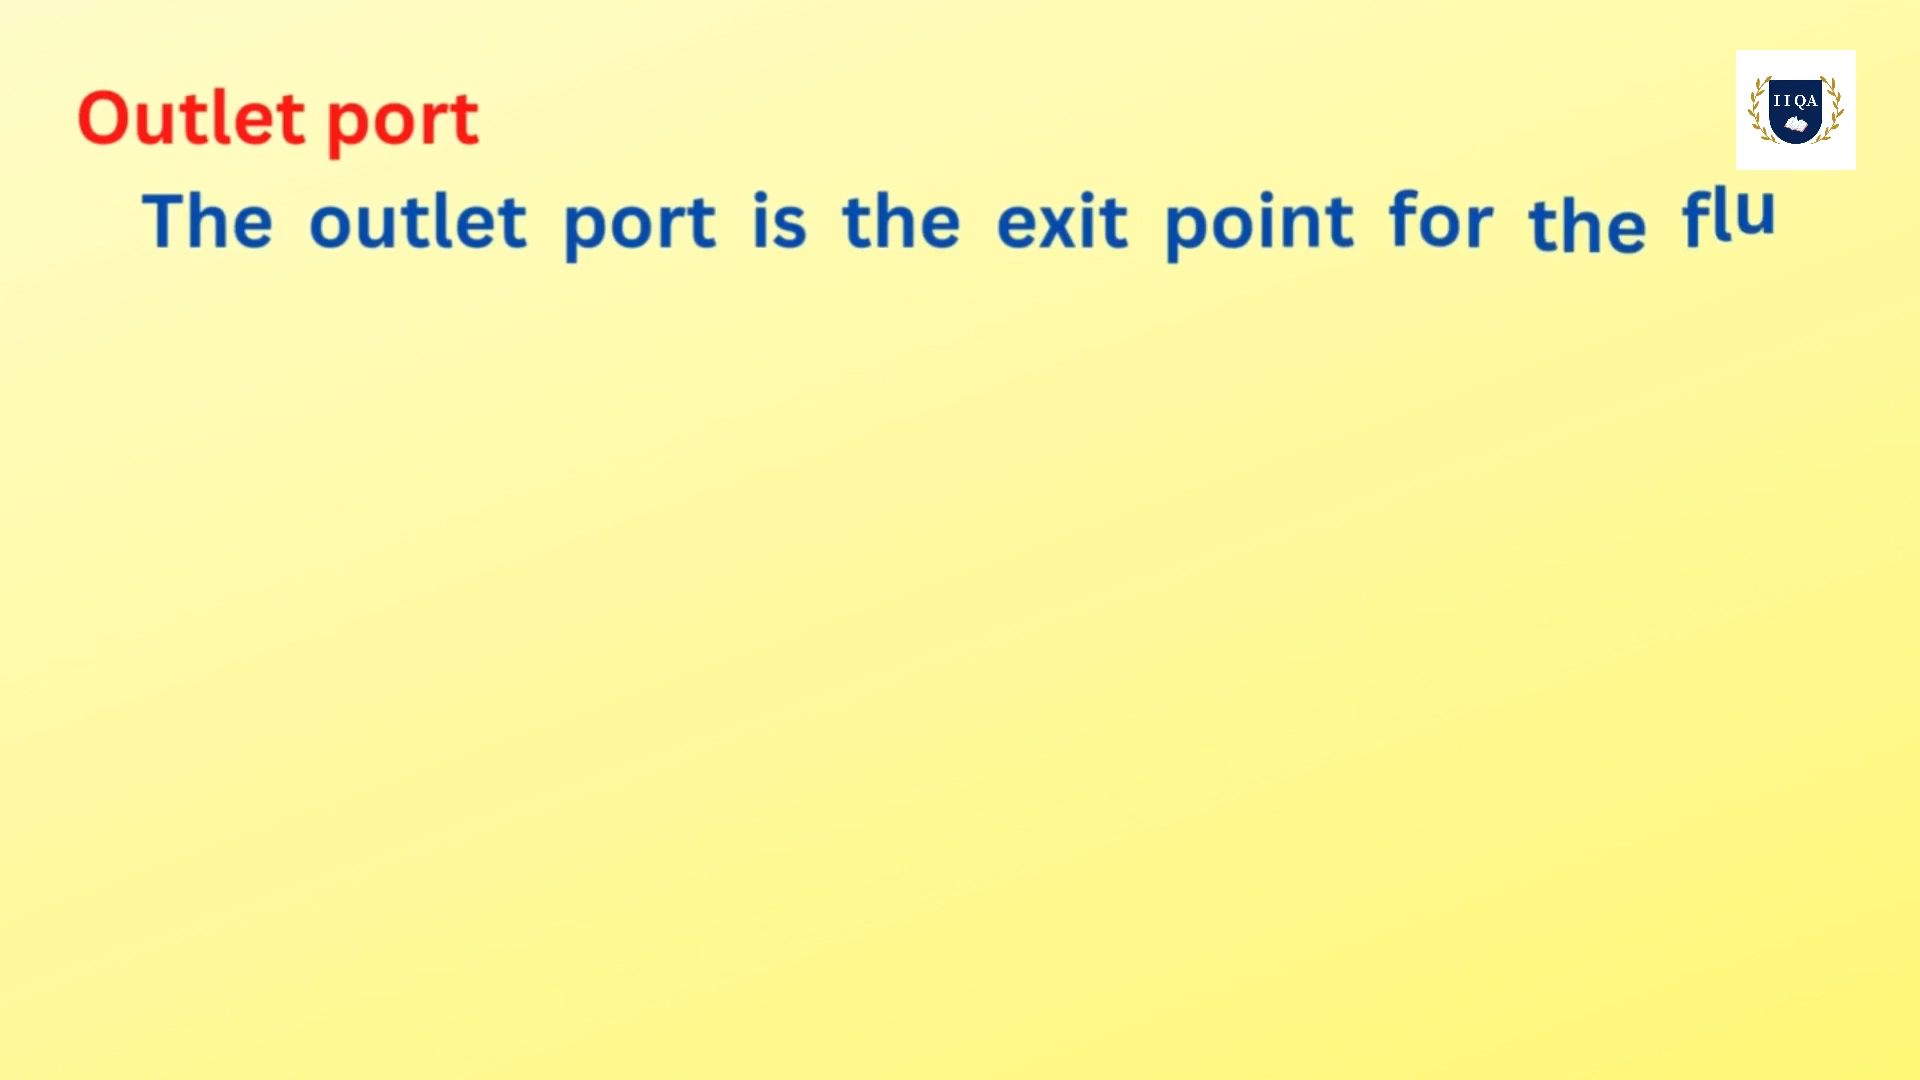 Outlet port
IIQA
The outlet port is the exit point for the flu